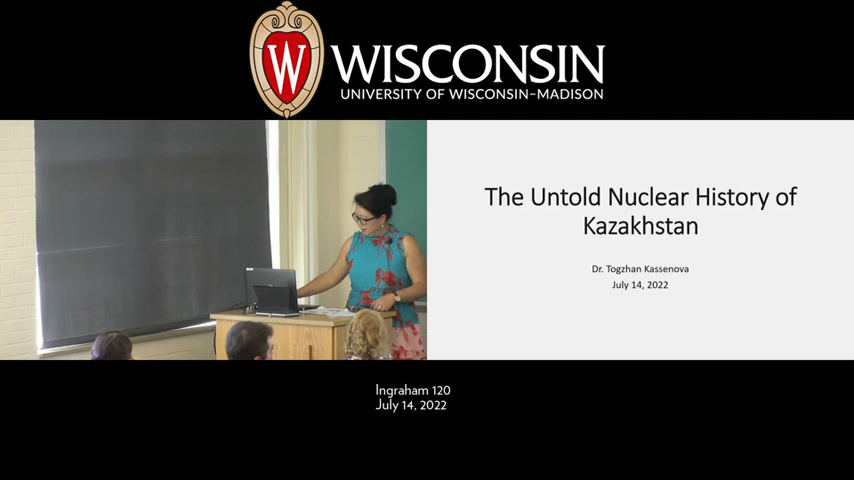 W
WISCONSIN
UNIVERSITY OF WISCONSIN–MADISON
The Untold Nuclear History of
Kazakhstan
Dr. Togzhan Kassenova
July 14, 2022
Ingraham 120
July 14, 2022